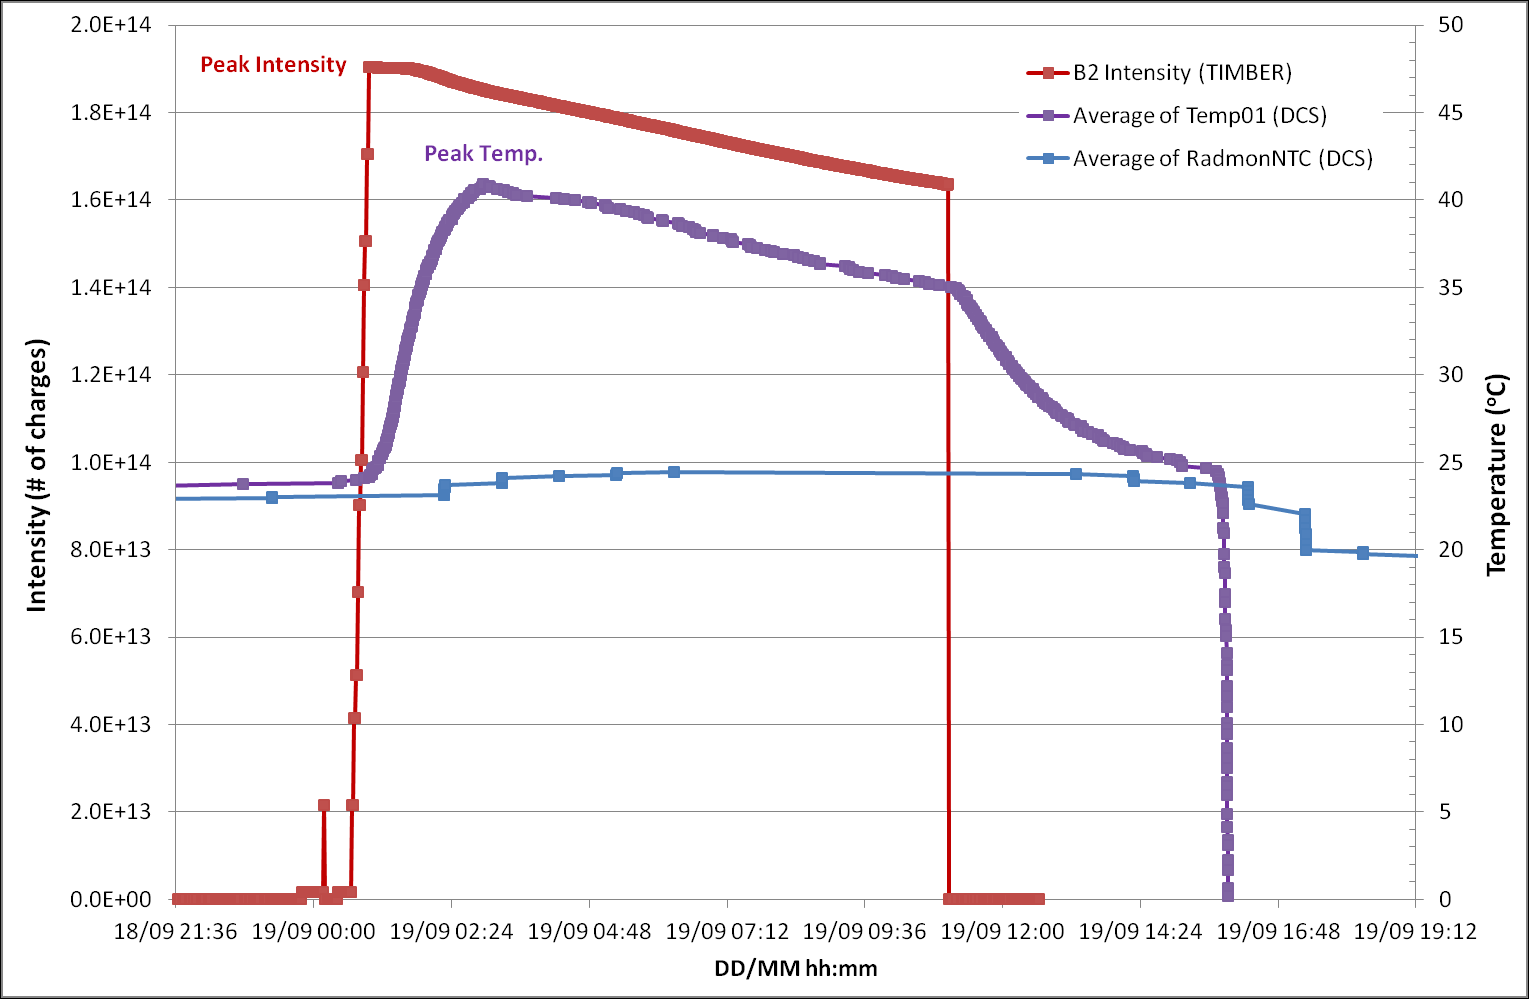 2.0E+14
1.8E+14
1.6E+14
1.4E+14
1.2E+14
1.0E+14
8.0E+13
6.0E+13
4.0E+13
2.0E+13
0.0E+00
Intensity (# of charges)
Peak Intensity
Peak Temp.
B2 Intensity (TIMBER)
Average of Temp01 (DCS)
Average of RadmonNTC (DCS)
50
45
40
35
30
25
20
15
10
5
0
Temperature (°C)
18/09 21:36 19/09 00:00 19/09 02:24 19/09 04:48 19/09 07:12 19/09 09:36 19/09 12:00 19/09 14:24 19/09 16:48 19/09 19:12
DD/MM hh:mm